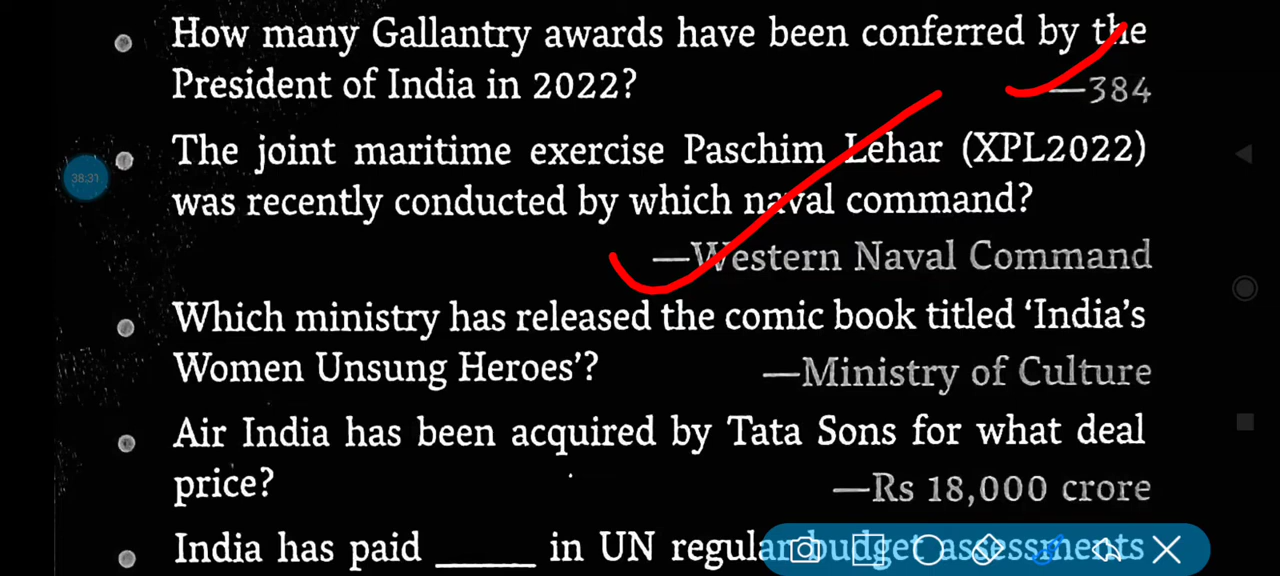 How many Gallantry awards have been conferred by the
President of India in 2022?
—384
The joint maritime exercise Paschim Lehar (XPL2022)
38:31
was recently conducted by which naval command?
—Western Naval Command
Which ministry has released the comic book titled ‘India's
Women Unsung Heroes’?
—Ministry of Culture
Air India has been acquired by Tata Sons for what deal
price?
—Rs 18,000 crore
India has paid _____ in UN regular budget assessments